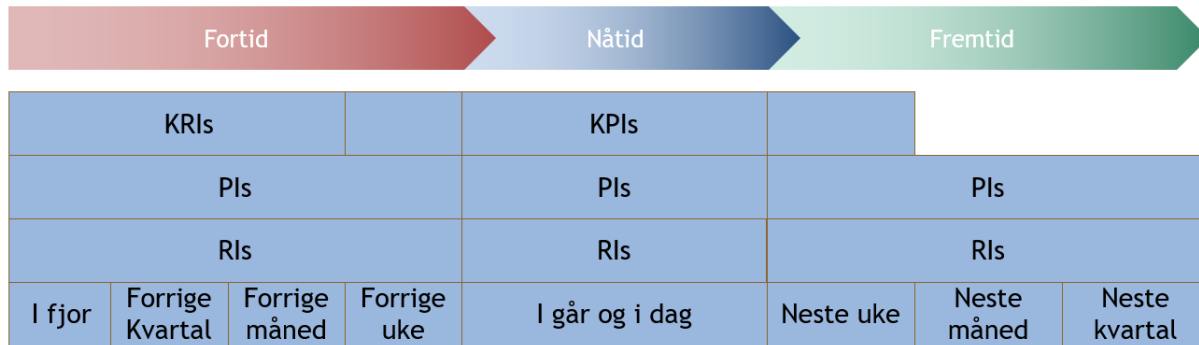 Fortid
Nåtid
Fremtid
KRIs
KPIs
PIs
PIs
PIs
RIs
RIs
RIs
I fjor
Forrige
Kvartal
Forrige
måned
Forrige
uke
I går og i dag
Neste uke
Neste
måned
Neste
kvartal